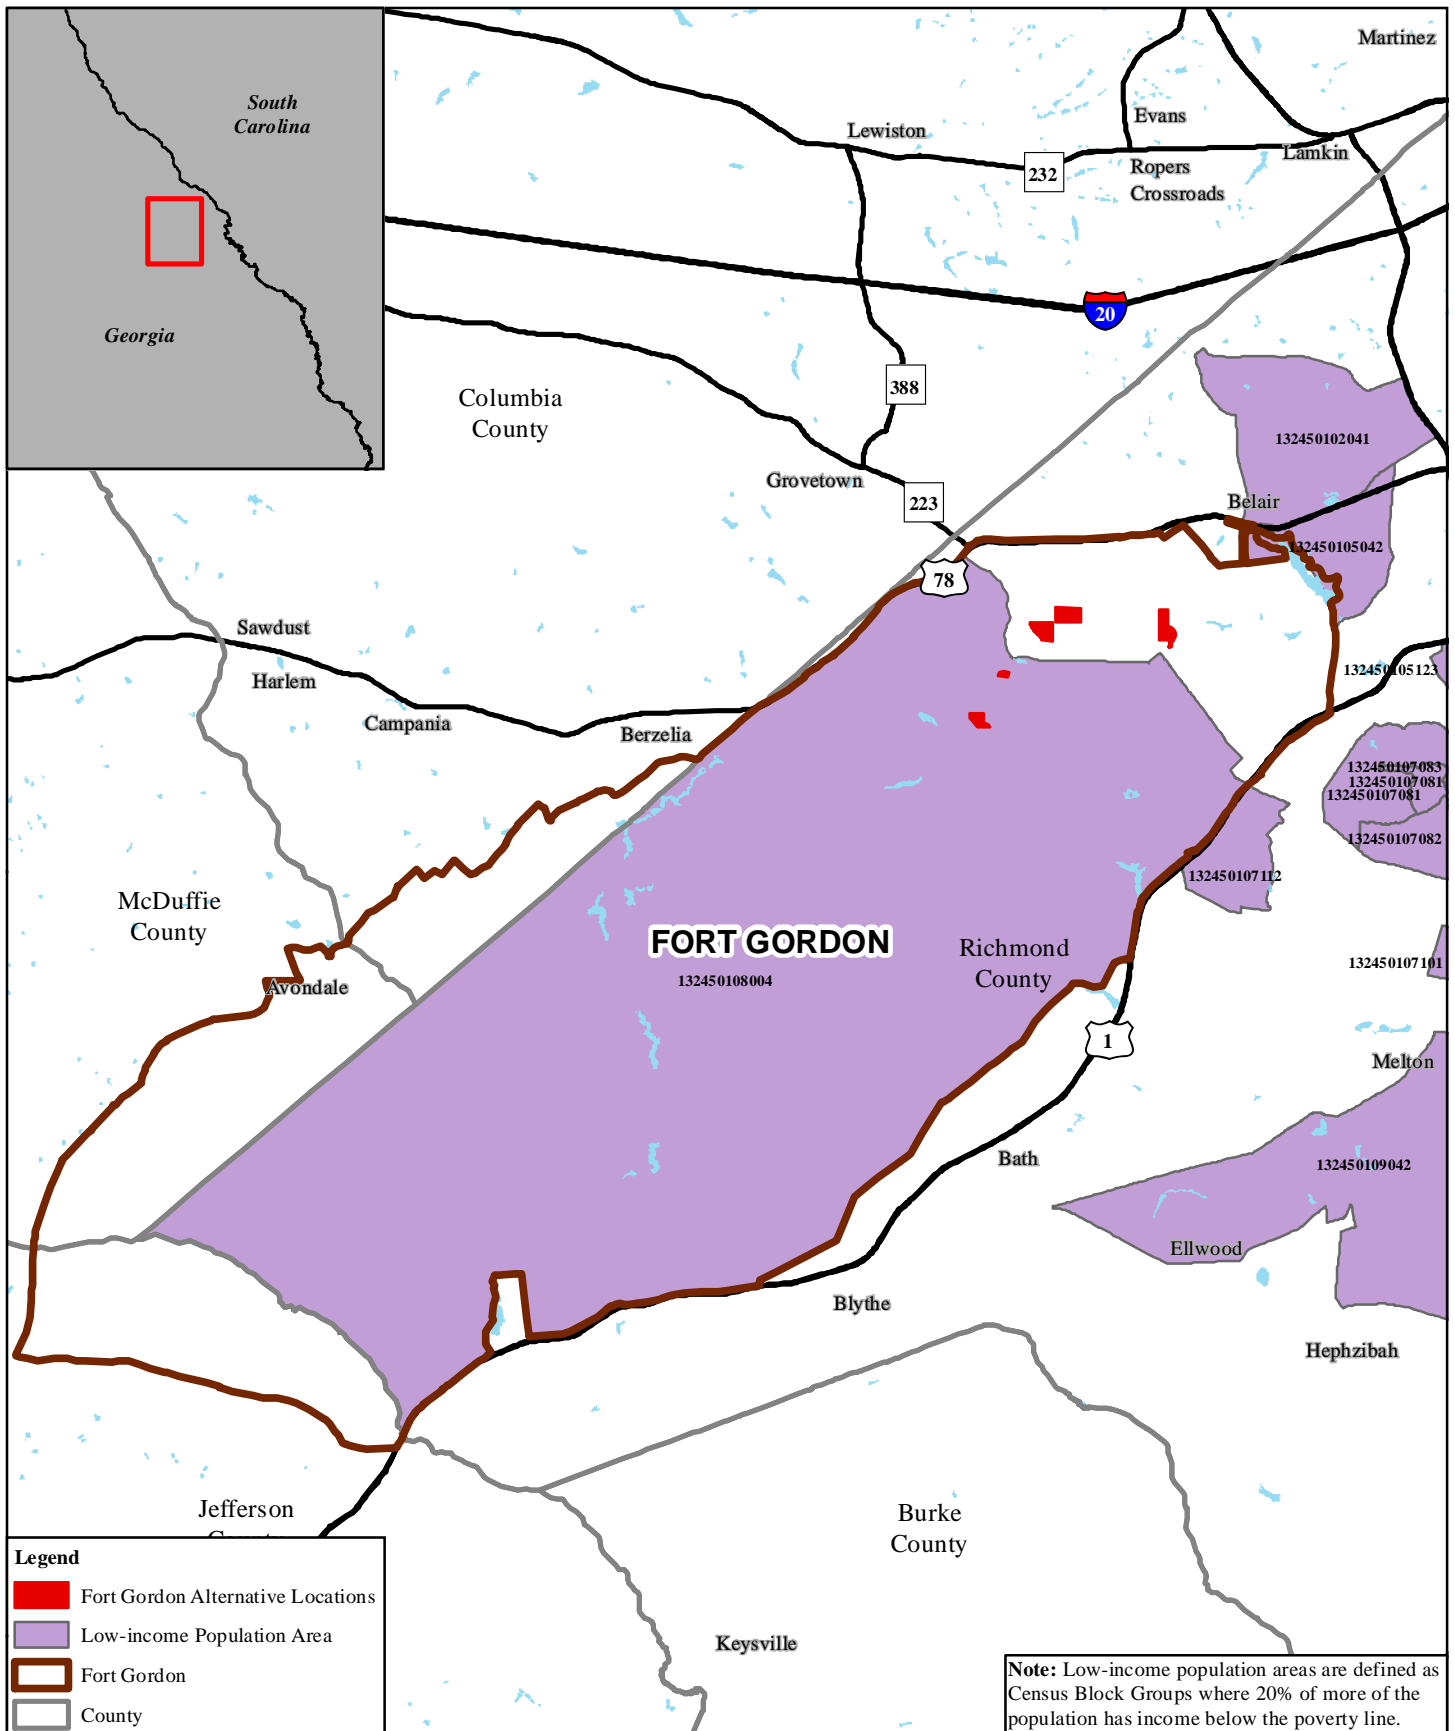 South
Carolina
Georgia
Martinez
Evans
Lewiston
Lamkin
232
Ropers
Crossroads
20
388
Columbia
County
132450102041
Grovetown
223
Belair
132450105042
78
Sawdust
132450105123
Harlem
Campania
Berzelia
132450107083
132450107081
132450107081
132450107082
132450107112
McDuffie
County
FORT GORDON
Richmond
County
132450107101
132450108004
Avondale
1
Melton
Bath
132450109042
Ellwood
Blythe
Hephzibah
Jefferson
County
Burke
County
Keysville
Legend
Fort Gordon Alternative Locations
Low-income Population Area
Fort Gordon
County
Note: Low-income population areas are defined as
Census Block Groups where 20% of more of the
population has income below the poverty line.